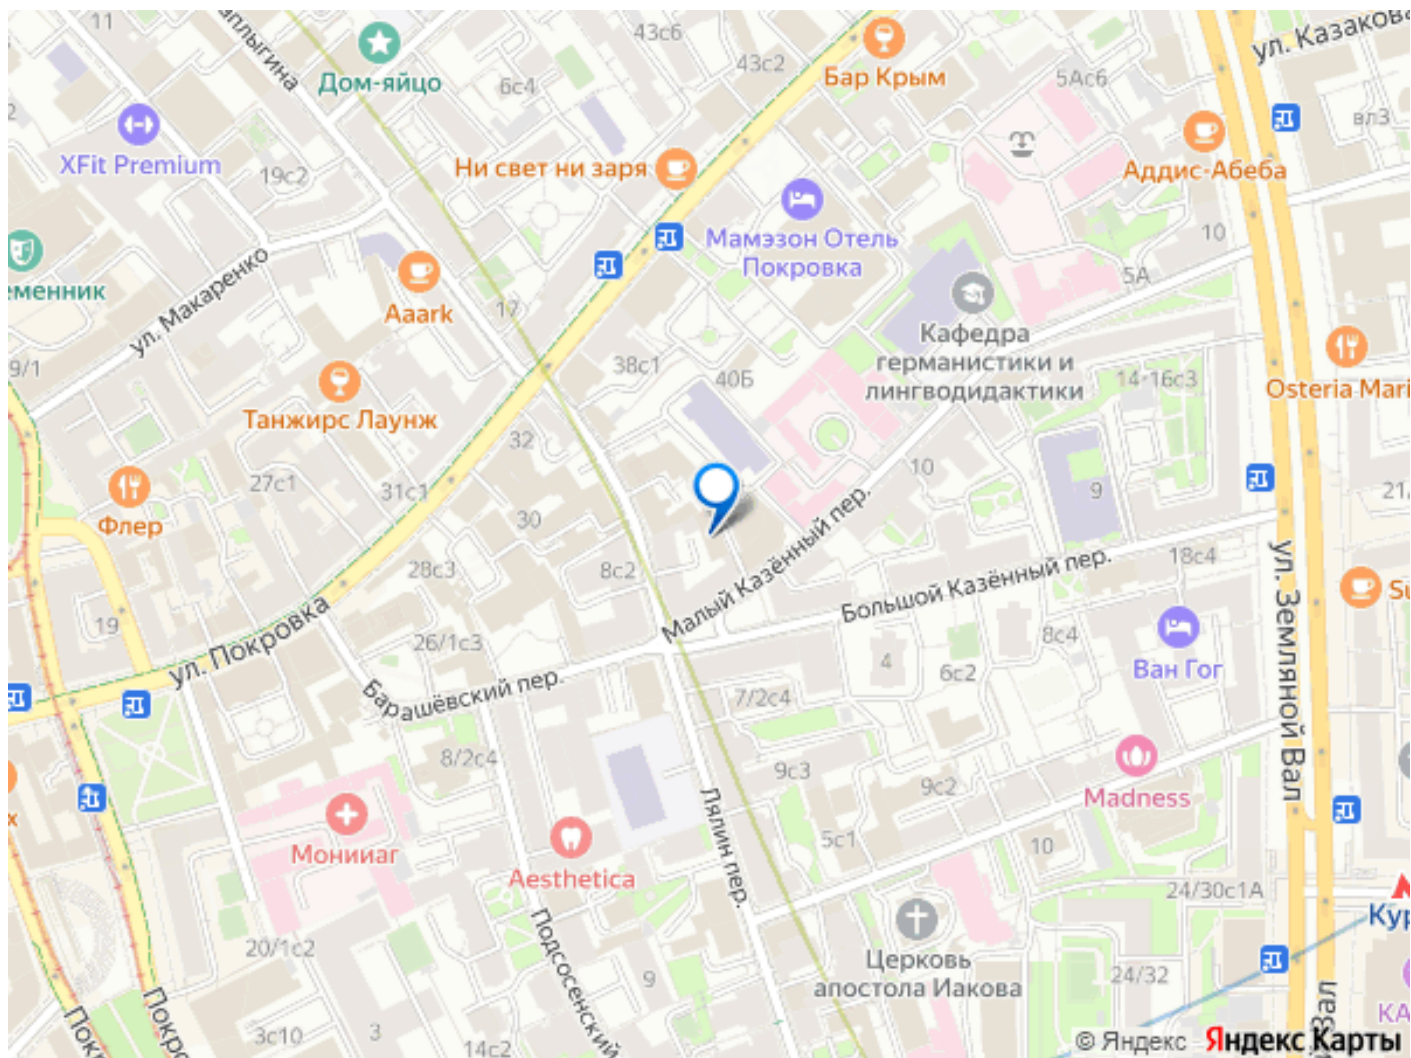 11
43с6
ул. Казакова
Дом-яйцо
6с4
43с2
Бар Крым
5Ас6
вл3
XFit Premium
19с2
Ни свет ни заря
Аддис-Абеба
Мамэзон Отель
Покровка
10
5А
ул. Макаренко
Aaark
17
Кафедра
германистики и
лингводидактики
9/1
38с1
40Б
14-16с3
Osteria Mari
Танжирс Лаунж
32
27с1
31с1
10
9
Флер
30
28с3
8с2
Малый Казённый пер.
Большой Казённый пер.
18с4
ул. Земляной Вал
19
ул. Покровка
26/1с3
4
8с4
6с2
Ван Гог
Барашёвский пер.
7/2с4
8/2с4
9с3
9с2
Madness
Лялин пер.
5с1
10
Мониииаг
Aesthetica
24/30с1А
20/1с2
Подсосенский
9
Церковь
апостола Иакова
24/32
Вал
3с10
3
14с2
© Яндекс Яндекс Карты